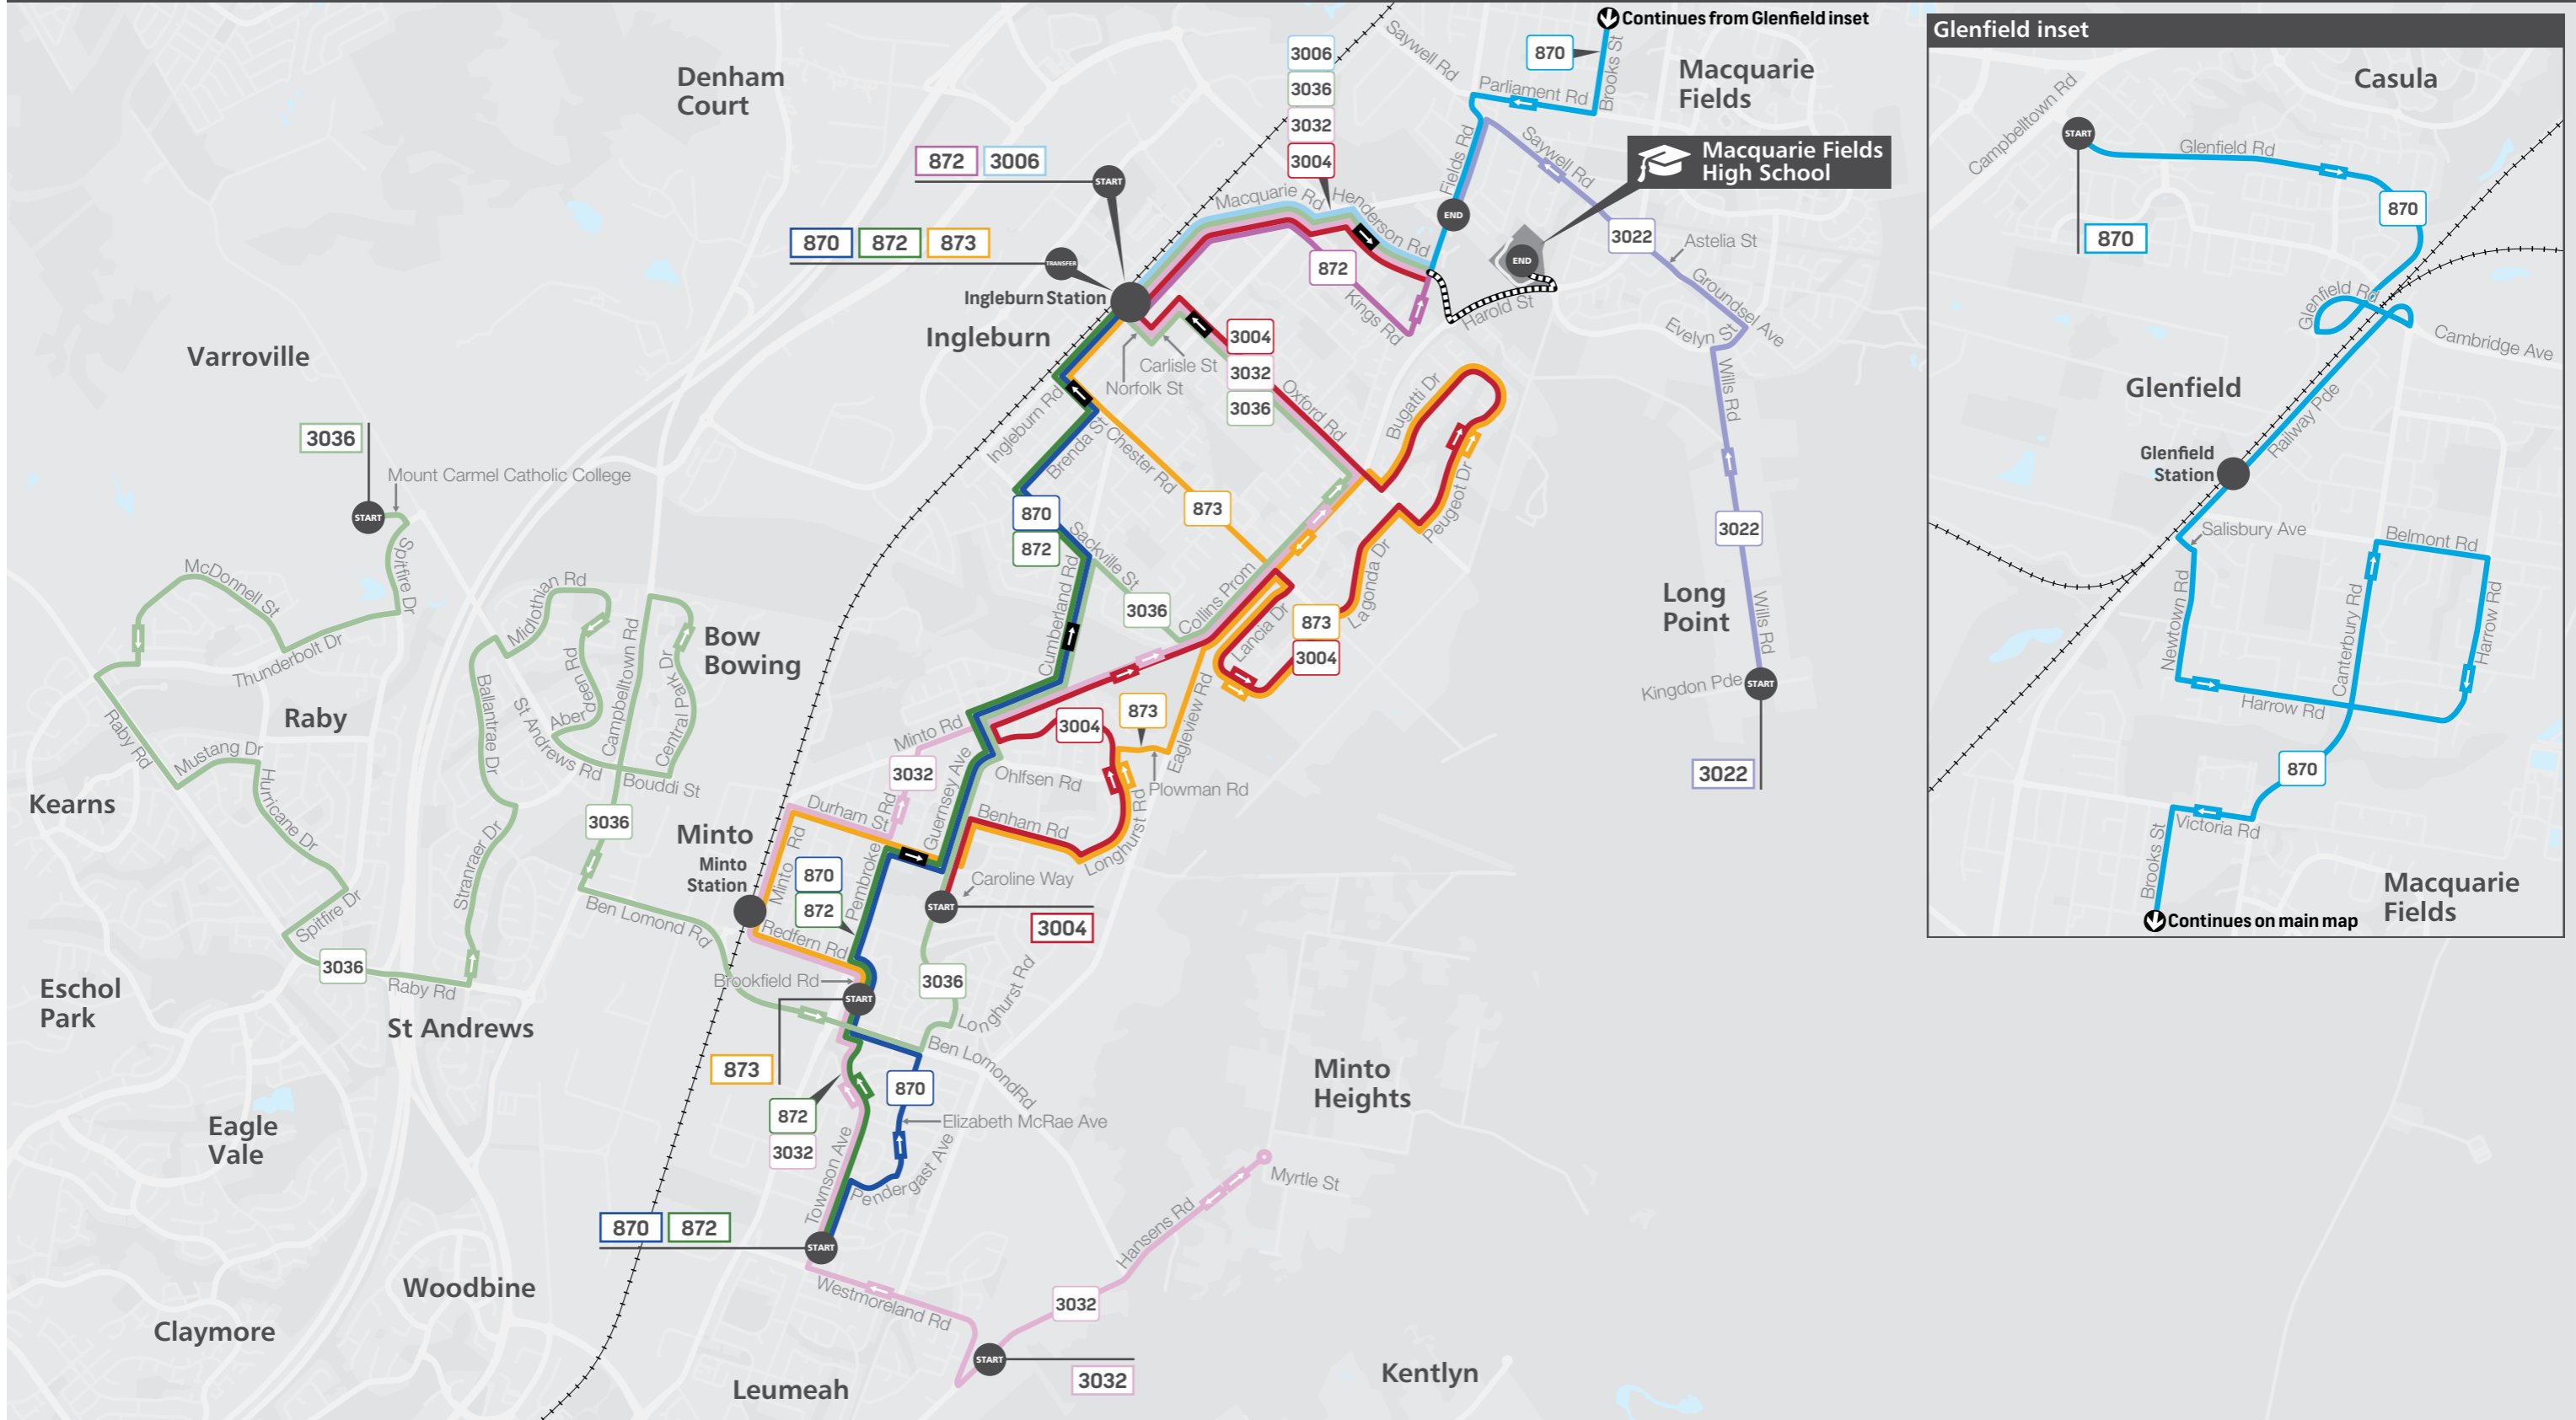 Continues from Glenfield inset
Glenfield inset
870
Brooks St
Saywell Rd
Parliament Rd
Macquarie
Fields
Denham
Court
3006
3036
3032
3004
Fields Rd
Saywell Rd
Macquarie Fields
High School
872
3006
START
Macquarie Rd
Henderson Rd
END
3022
Astelia St
870
872
873
TRANSFER
872
END
Groundsel Ave
Ingleburn Station
Kings Rd
Harold St
Evelyn St
Ingleburn
3004
Carlisle St
3032
Norfolk St
3036
Oxford Rd
Bugatti Dr
Wills Rd
Varroville
Ingleburn Rd
Brenda St
Chester Rd
3036
Mount Carmel Catholic College
START
Peugeot Dr
873
870
872
3022
Spitfire Dr
Sackville St
McDonnell St
Midlothian Rd
Cumberland Rd
Collins Prom
Lagonda Dr
Long
Point
Wills Rd
3036
Lancia Dr
873
3004
Thunderbolt Dr
Bow
Bowing
Aberdeen Rd
Campbelltown Rd
Central Park Dr
Kingdon Pde
START
Raby
Ballantrae Dr
St Andrews Rd
Raby Rd
Mustang Dr
Minto Rd
3004
873
Eagleview Rd
Hurricane Dr
Bouddi St
3032
Guernsey Ave
Ohlfsen Rd
Plowman Rd
3022
Kearns
Durham St
Rd
3036
Stranraer Dr
Minto
Minto
Station
Minto Rd
Benham Rd
Longhurst Rd
870
872
Pembroke
Caroline Way
START
3004
Spitfire Dr
Ben Lomond Rd
Redfern Rd
3036
Raby Rd
Brookfield Rd
START
3036
Longhurst Rd
Eschol
Park
St Andrews
Ben Lomond Rd
873
870
Minto
Heights
872
3032
Elizabeth McRae Ave
Eagle
Vale
Townson Ave
Pendergast Ave
Myrtle St
870
872
START
Hansens Rd
Woodbine
Westmoreland Rd
3032
Claymore
START
3032
Leumeah
Kentlyn
Casula
Campbelltown Rd
START
Glenfield Rd
870
870
Glenfield Rd
Cambridge Ave
Glenfield
Railway Pde
Glenfield
Station
Salisbury Ave
Belmont Rd
Newtown Rd
Canterbury Rd
Harrow Rd
Harrow Rd
870
Victoria Rd
Brooks St
Macquarie
Fields
Continues on main map